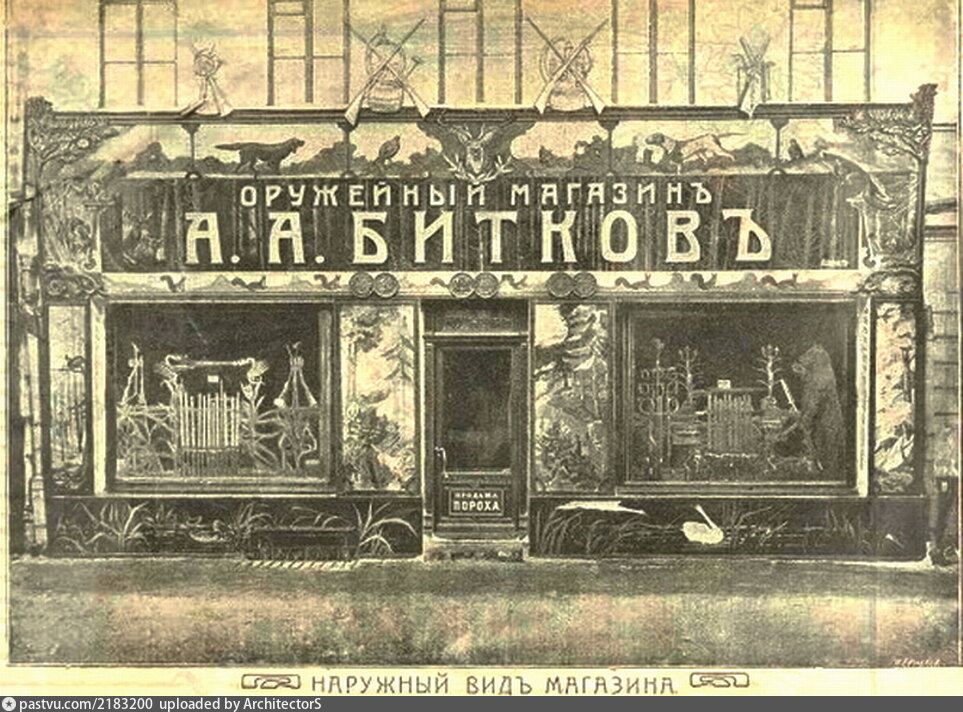 ОРУЖЕЙНЫЙ МАГАЗИНЪ
А. А. БИТКОВЪ
ПРОДАЖА
ПОРОХА
НАРУЖНЫЙ ВИДЪ МАГАЗИНА.
pastvu.com/2183200 uploaded by ArchitectorS